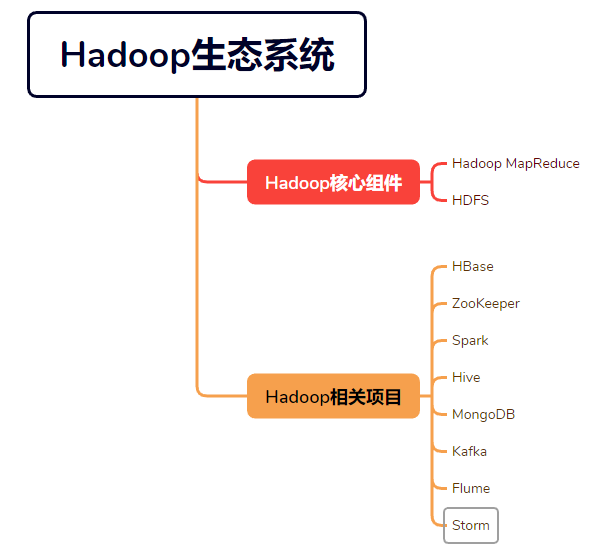 Hadoop生态系统
Hadoop核心组件
Hadoop MapReduce
HDFS
Hadoop相关项目
HBase
ZooKeeper
Spark
Hive
MongoDB
Kafka
Flume
Storm